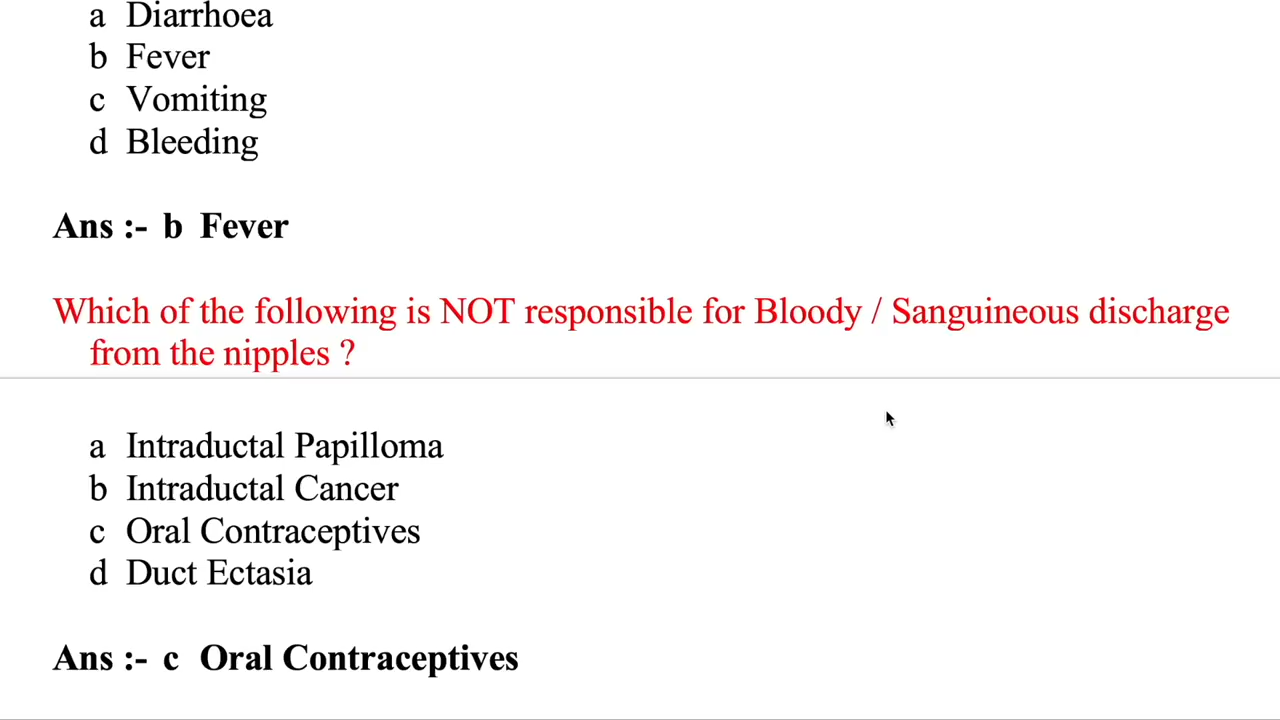 a Diarrhoea
b Fever
c Vomiting
d Bleeding
Ans :- b Fever
Which of the following is NOT responsible for Bloody / Sanguineous discharge
from the nipples ?
a Intraductal Papilloma
b Intraductal Cancer
c Oral Contraceptives
d Duct Ectasia
Ans :- c Oral Contraceptives